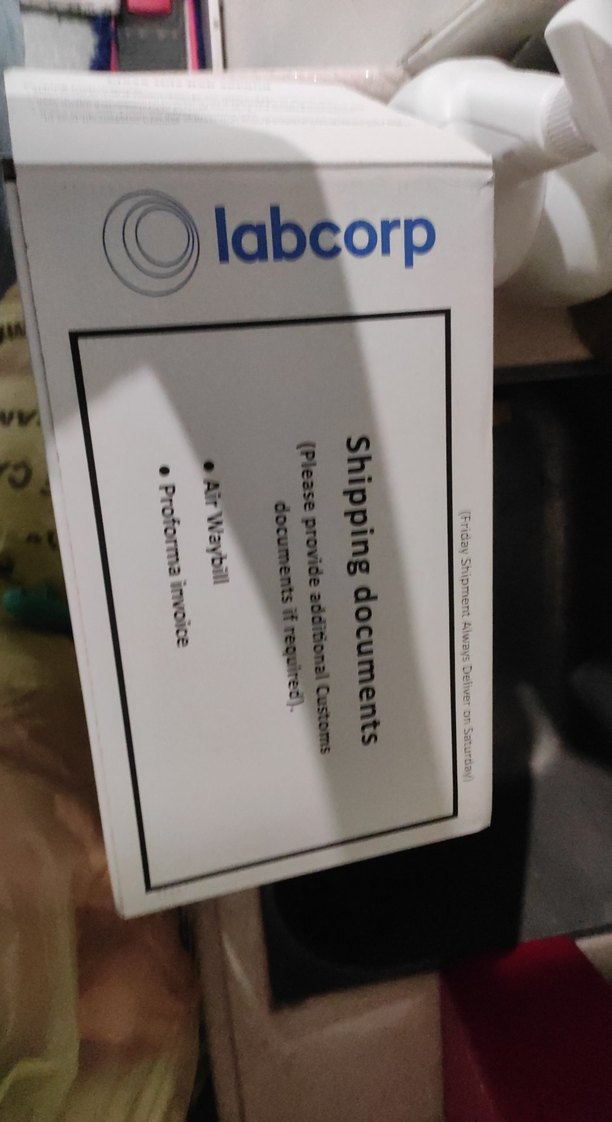 labcorp
(Friday Shipment Always Deliver on Saturday)
Shipping documents
(Please provide additional Customs
documents if required).
• Air Waybill
• Proforma invoice